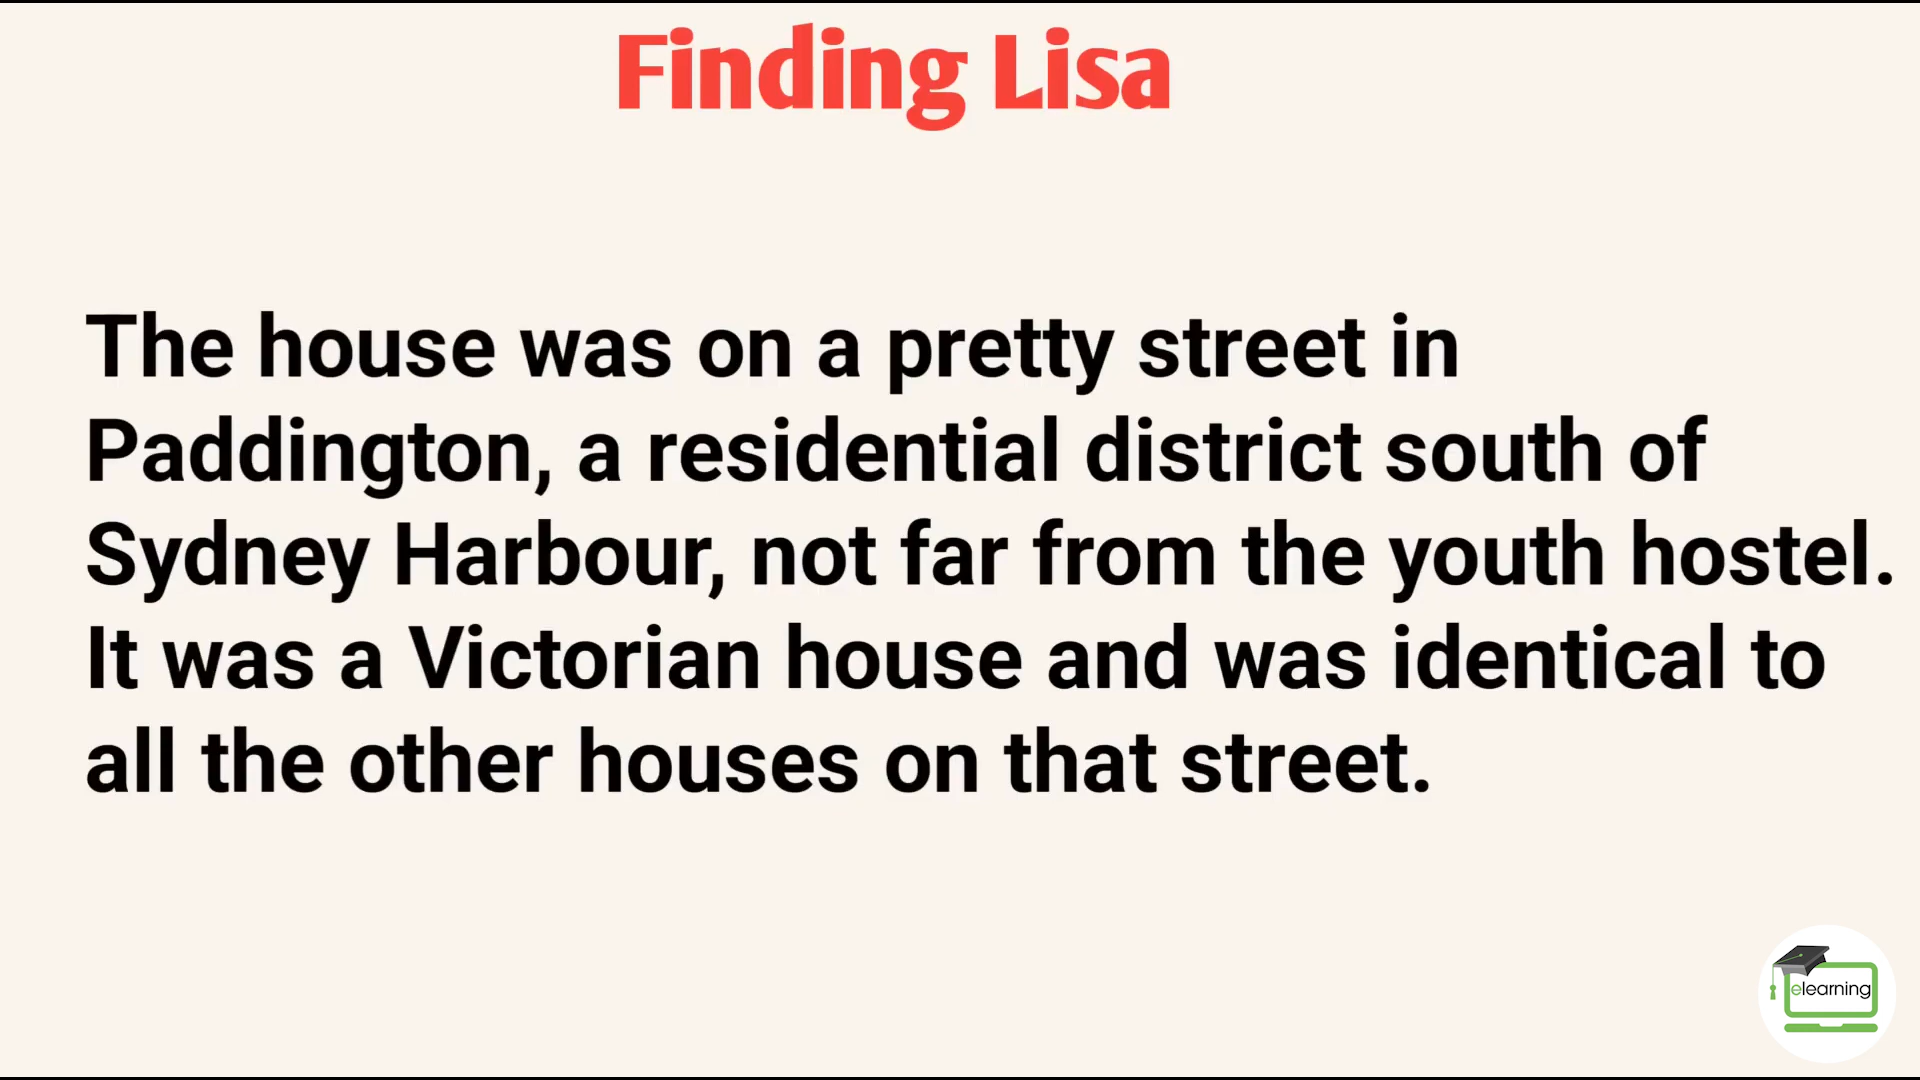 Finding Lisa
The house was on a pretty street in
Paddington, a residential district south of
Sydney Harbour, not far from the youth hostel.
It was a Victorian house and was identical to
all the other houses on that street.
elearning